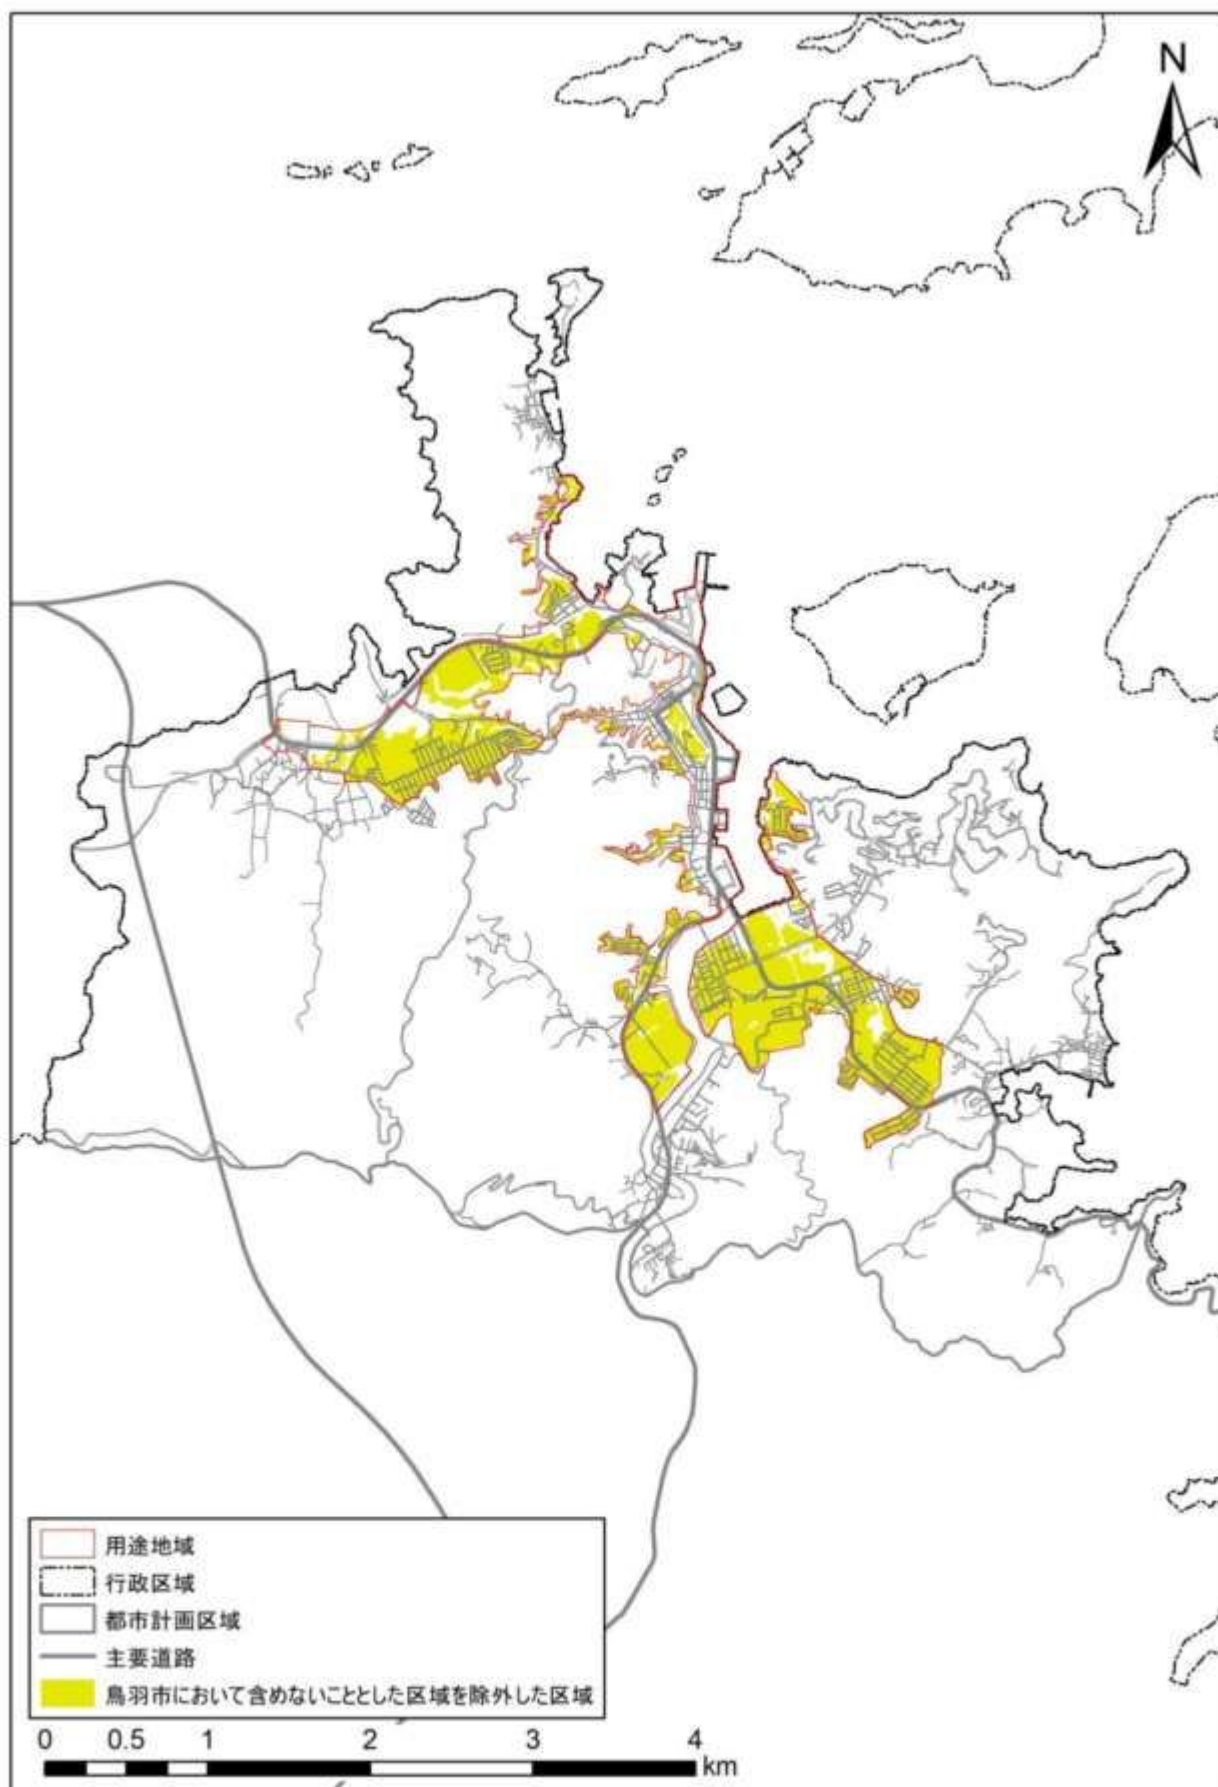 N
用途地域
行政区域
都市計画区域
主要道路
鳥羽市において含めないこととした区域を除外した区域
0 0.5 1 2 3 4
km